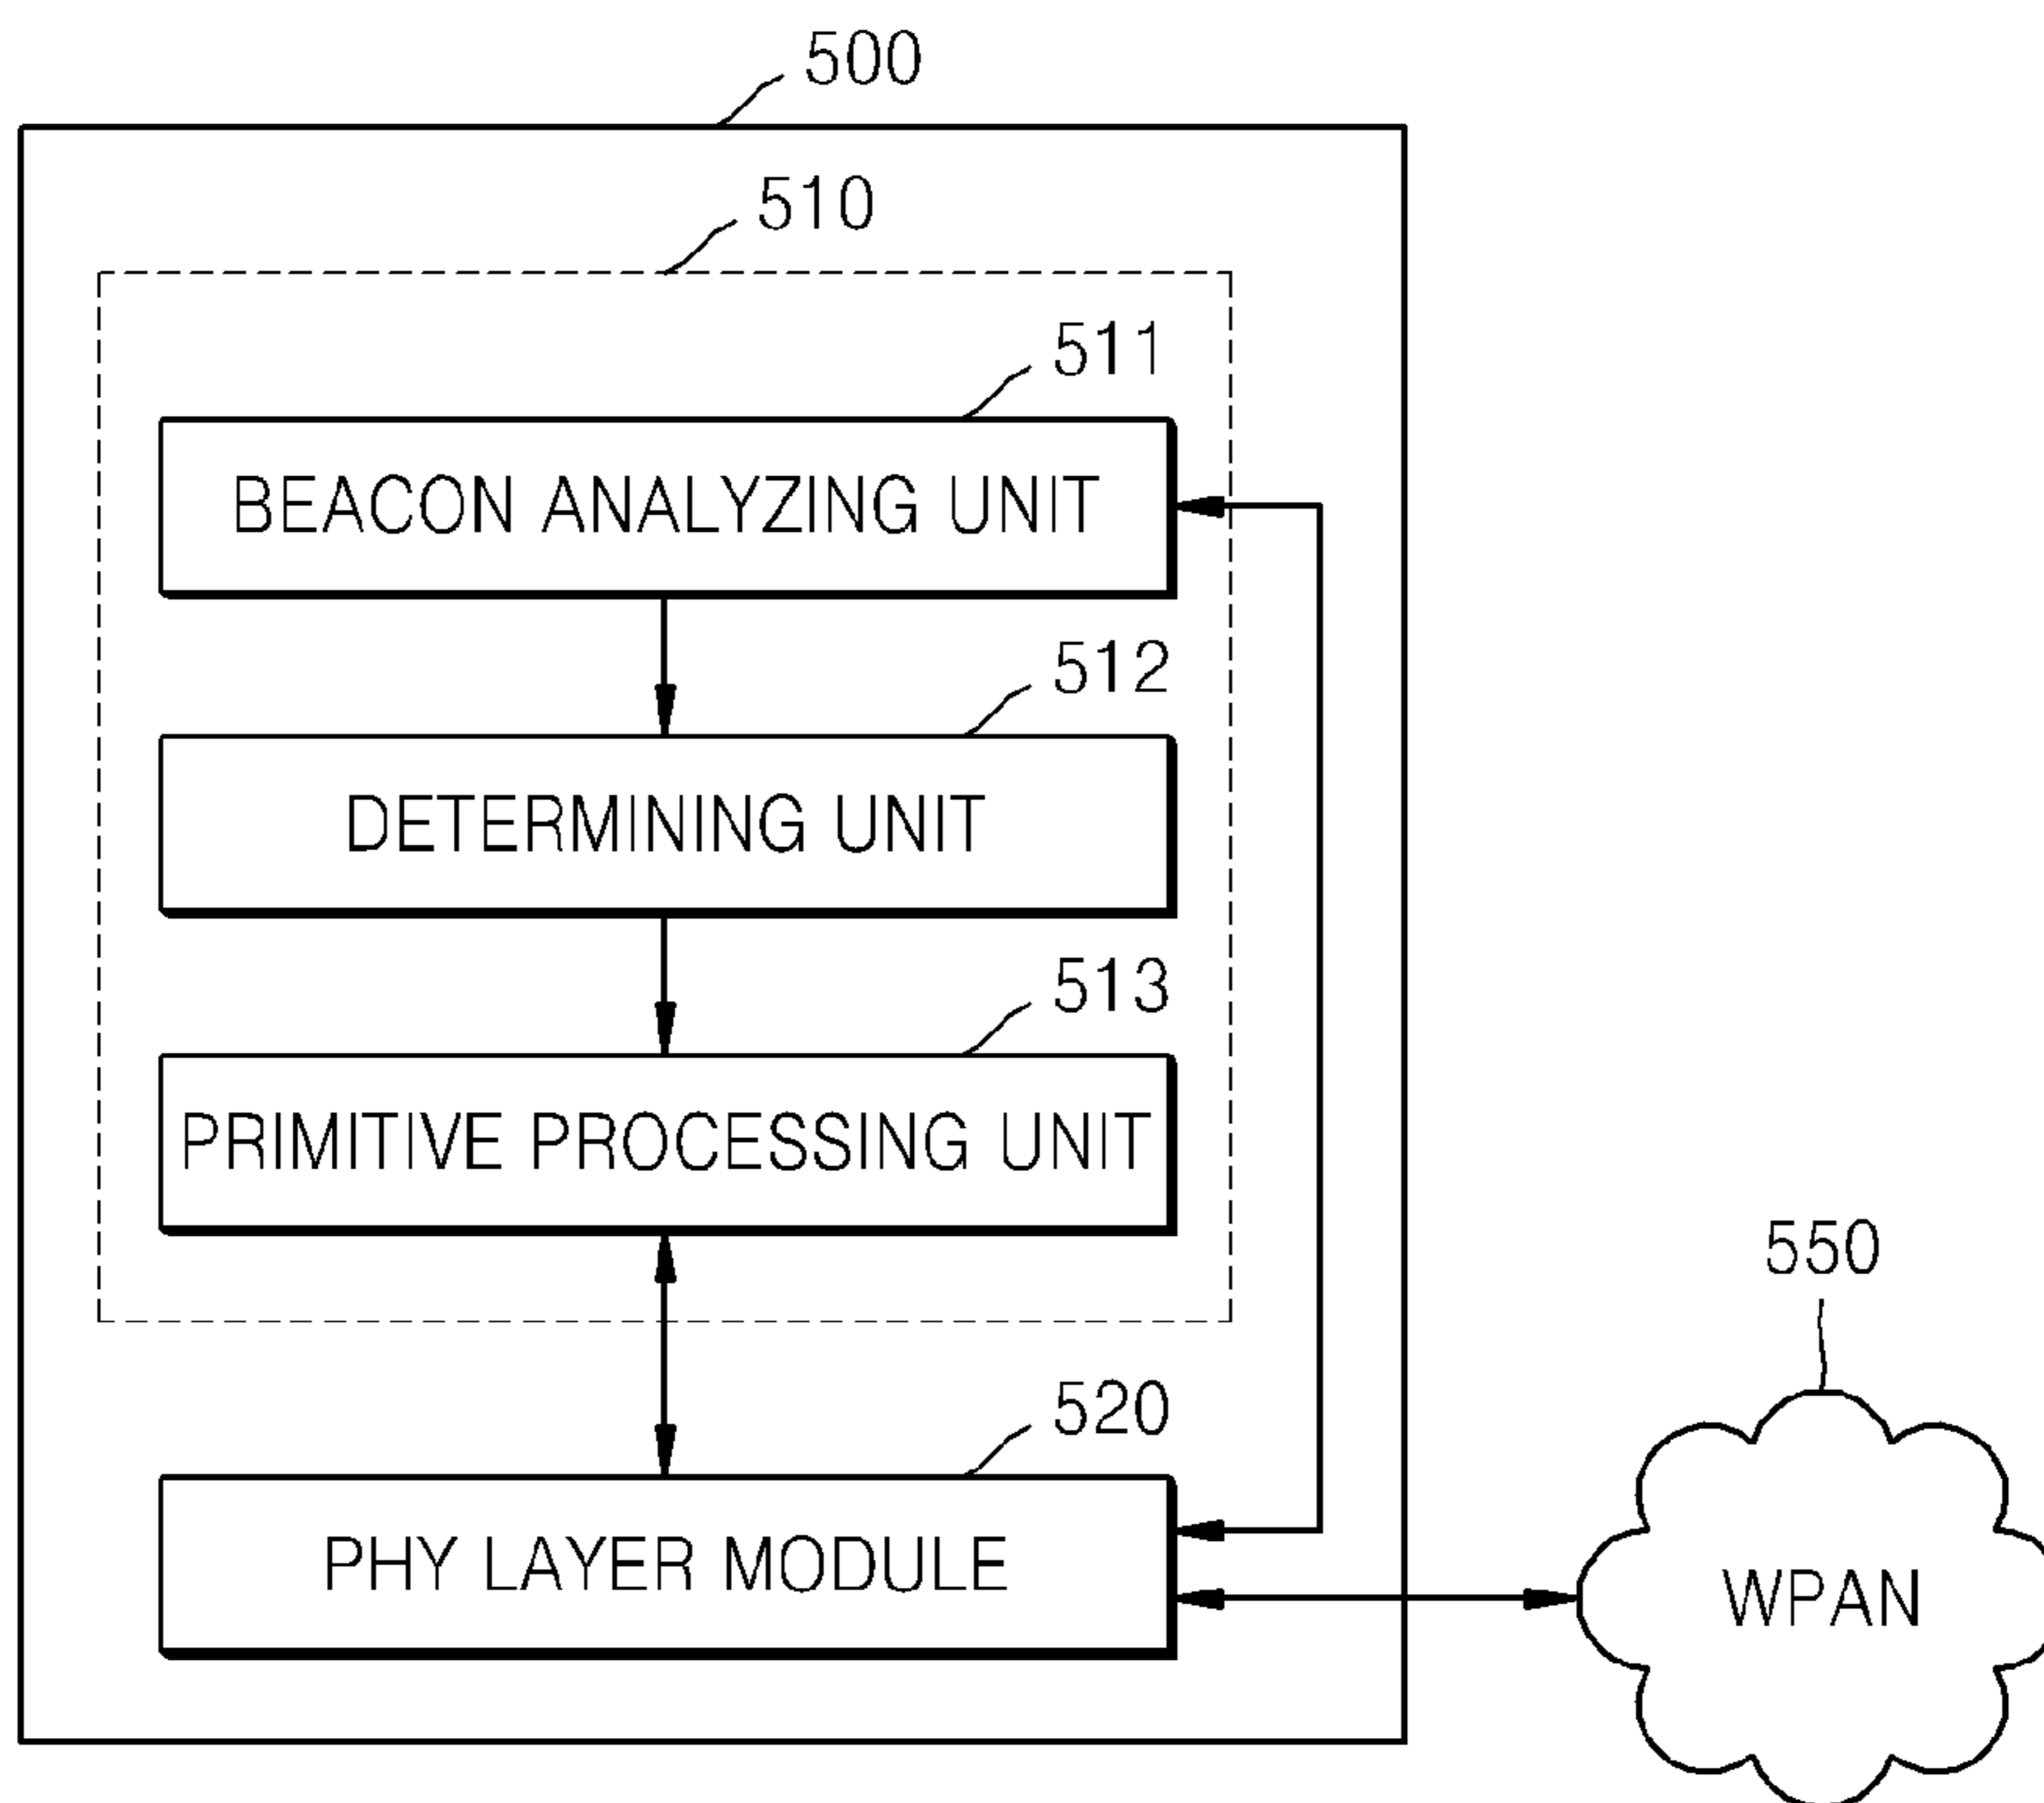 500
510
511
BEACON ANALYZING UNIT
512
DETERMINING UNIT
513
PRIMITIVE PROCESSING UNIT
550
520
PHY LAYER MODULE
WPAN